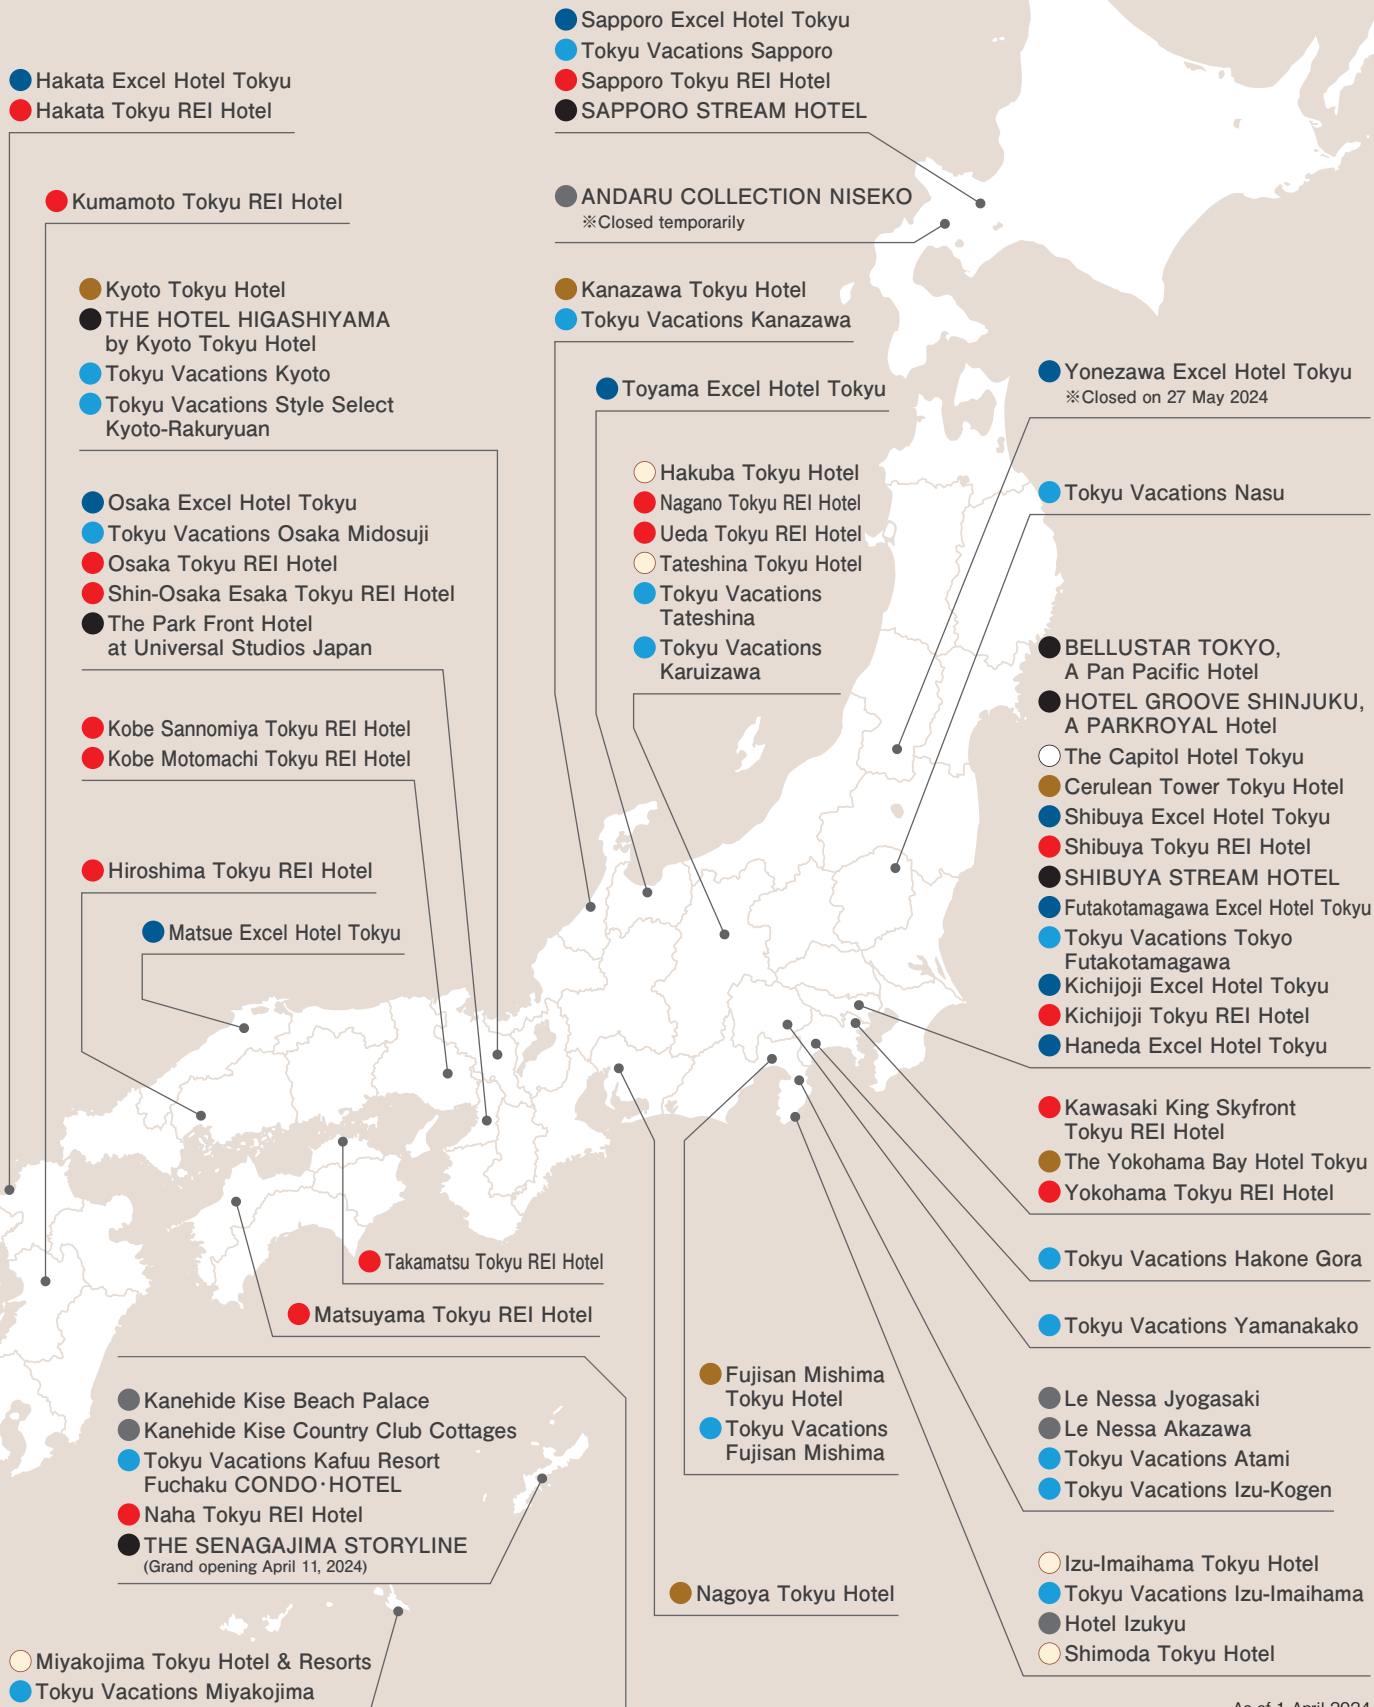 Sapporo Excel Hotel Tokyu
Tokyu Vacations Sapporo
Sapporo Tokyu REI Hotel
SAPPORO STREAM HOTEL
Hakata Excel Hotel Tokyu
Hakata Tokyu REI Hotel
ANDARU COLLECTION NISEKO
※Closed temporarily
Kumamoto Tokyu REI Hotel
Kyoto Tokyu Hotel
THE HOTEL HIGASHIYAMA
by Kyoto Tokyu Hotel
Tokyu Vacations Kyoto
Tokyu Vacations Style Select
Kyoto-Rakuryuan
Kanazawa Tokyu Hotel
Tokyu Vacations Kanazawa
Toyama Excel Hotel Tokyu
Yonezawa Excel Hotel Tokyu
※Closed on 27 May 2024
Hakuba Tokyu Hotel
Nagano Tokyu REI Hotel
Ueda Tokyu REI Hotel
Tateshina Tokyu Hotel
Tokyu Vacations
Tateshina
Tokyu Vacations
Karuizawa
Tokyu Vacations Nasu
Osaka Excel Hotel Tokyu
Tokyu Vacations Osaka Midosuji
Osaka Tokyu REI Hotel
Shin-Osaka Esaka Tokyu REI Hotel
The Park Front Hotel
at Universal Studios Japan
BELLUSTAR TOKYO,
A Pan Pacific Hotel
HOTEL GROOVE SHINJUKU,
A PARKROYAL Hotel
The Capitol Hotel Tokyu
Cerulean Tower Tokyu Hotel
Shibuya Excel Hotel Tokyu
Shibuya Tokyu REI Hotel
SHIBUYA STREAM HOTEL
Futakotamagawa Excel Hotel Tokyu
Tokyu Vacations Tokyo
Futakotamagawa
Kichijoji Excel Hotel Tokyu
Kichijoji Tokyu REI Hotel
Haneda Excel Hotel Tokyu
Kobe Sannomiya Tokyu REI Hotel
Kobe Motomachi Tokyu REI Hotel
Hiroshima Tokyu REI Hotel
Matsue Excel Hotel Tokyu
Kawasaki King Skyfront
Tokyu REI Hotel
The Yokohama Bay Hotel Tokyu
Yokohama Tokyu REI Hotel
Takamatsu Tokyu REI Hotel
Tokyu Vacations Hakone Gora
Matsuyama Tokyu REI Hotel
Tokyu Vacations Yamanakako
Fujisan Mishima
Tokyu Hotel
Tokyu Vacations
Fujisan Mishima
Kanehide Kise Beach Palace
Kanehide Kise Country Club Cottages
Tokyu Vacations Kafuu Resort
Fuchaku CONDO･HOTEL
Naha Tokyu REI Hotel
THE SENAGAJIMA STORYLINE
(Grand opening April 11, 2024)
Le Nessa Jyogasaki
Le Nessa Akazawa
Tokyu Vacations Atami
Tokyu Vacations Izu-Kogen
Nagoya Tokyu Hotel
Izu-Imaihama Tokyu Hotel
Tokyu Vacations Izu-Imaihama
Hotel Izukyu
Shimoda Tokyu Hotel
Miyakojima Tokyu Hotel & Resorts
Tokyu Vacations Miyakojima
As of 1 April 2024